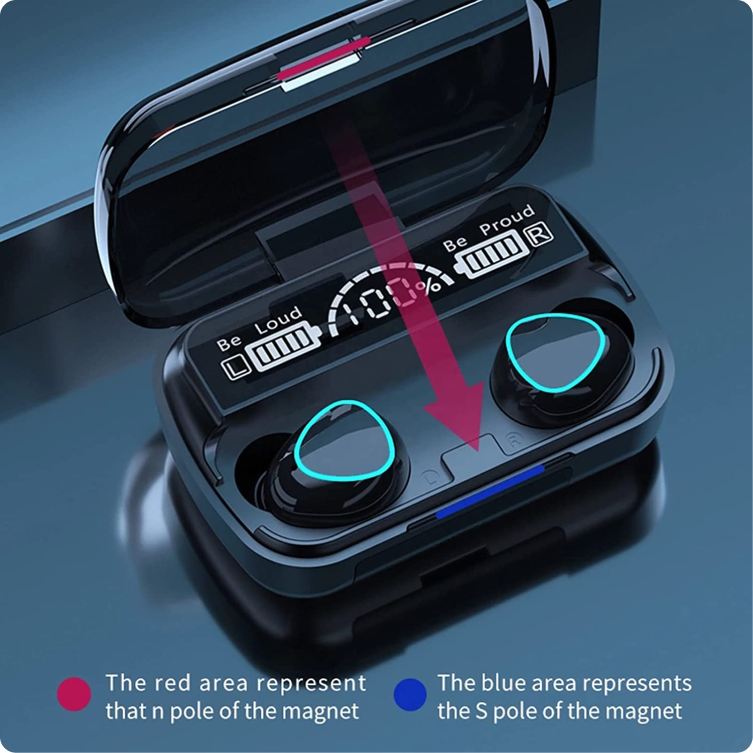 Be Proud
R
100%
Be Loud
L
R
The red area represent
that n pole of the magnet
The blue area represents
the S pole of the magnet